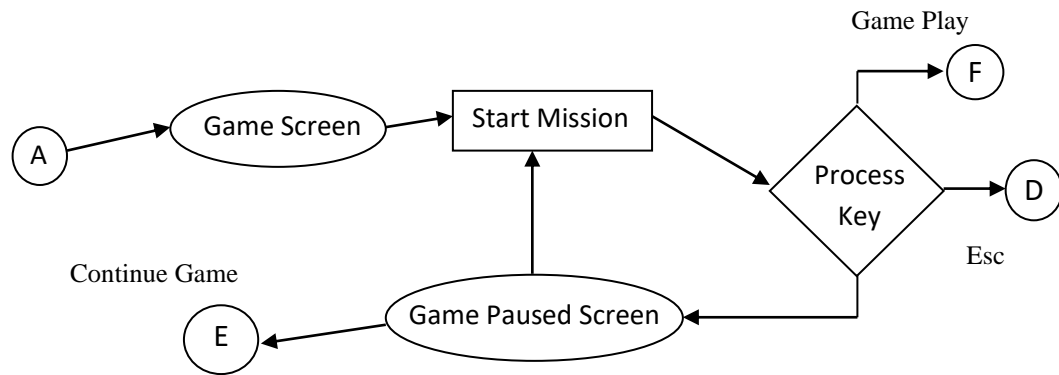 Game Play
F
Game Screen
Start Mission
A
Process
Key
D
Esc
Continue Game
Game Paused Screen
E